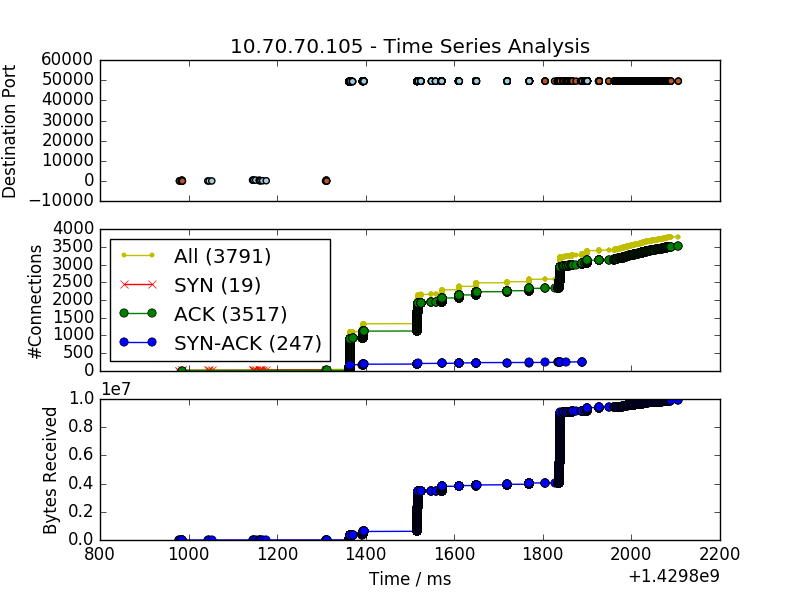 10.70.70.105 - Time Series Analysis
Destination Port
60000
50000
40000
30000
20000
10000
0
−10000
#Connections
4000
3500
3000
2500
2000
1500
1000
500
0
All (3791)
SYN (19)
ACK (3517)
SYN-ACK (247)
1e7
Bytes Received
1.0
0.8
0.6
0.4
0.2
0.0
800 1000 1200 1400 1600 1800 2000 2200
Time / ms
+1.4298e9